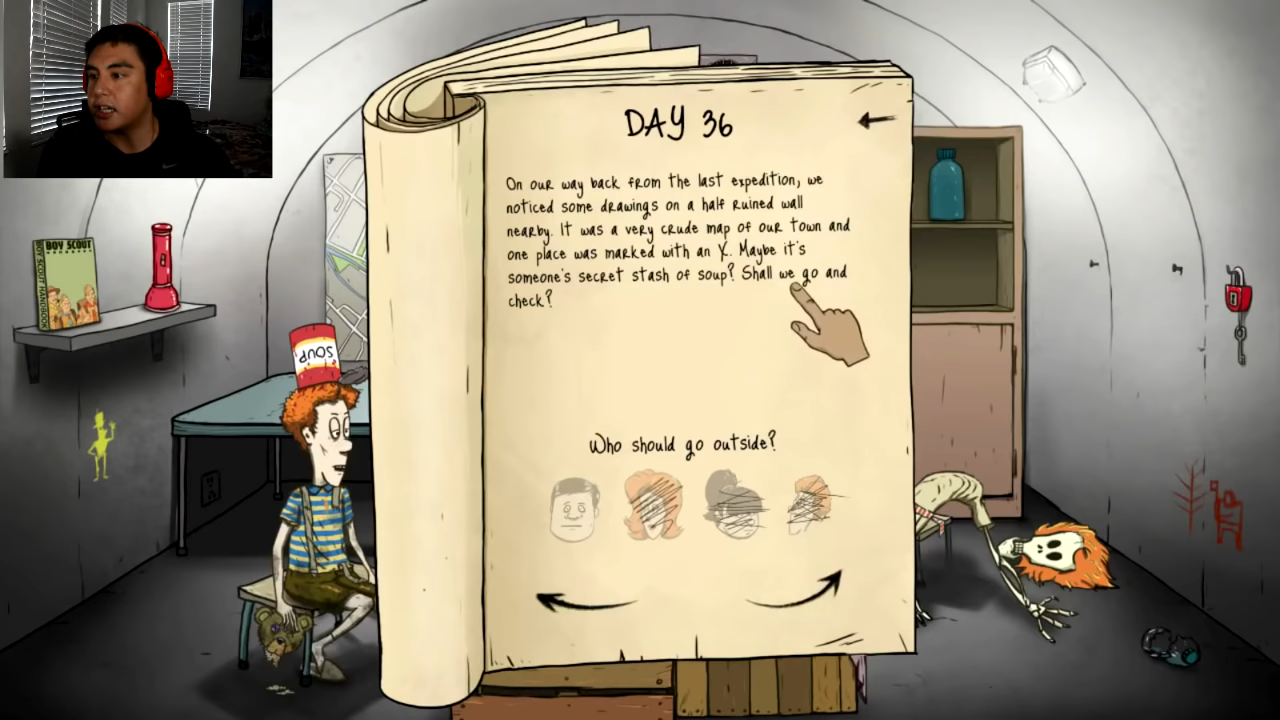 DAY 36
On our way back from the last expedition, we
noticed some drawings on a half ruined wall
nearby. It was a very crude map of our town and
one place was marked with an X. Maybe it's
someone's secret stash of soup? Shall we go and
check?
Who should go outside?
BOY SCOUT
BOY SCOUT HANDBOOK
SOUP